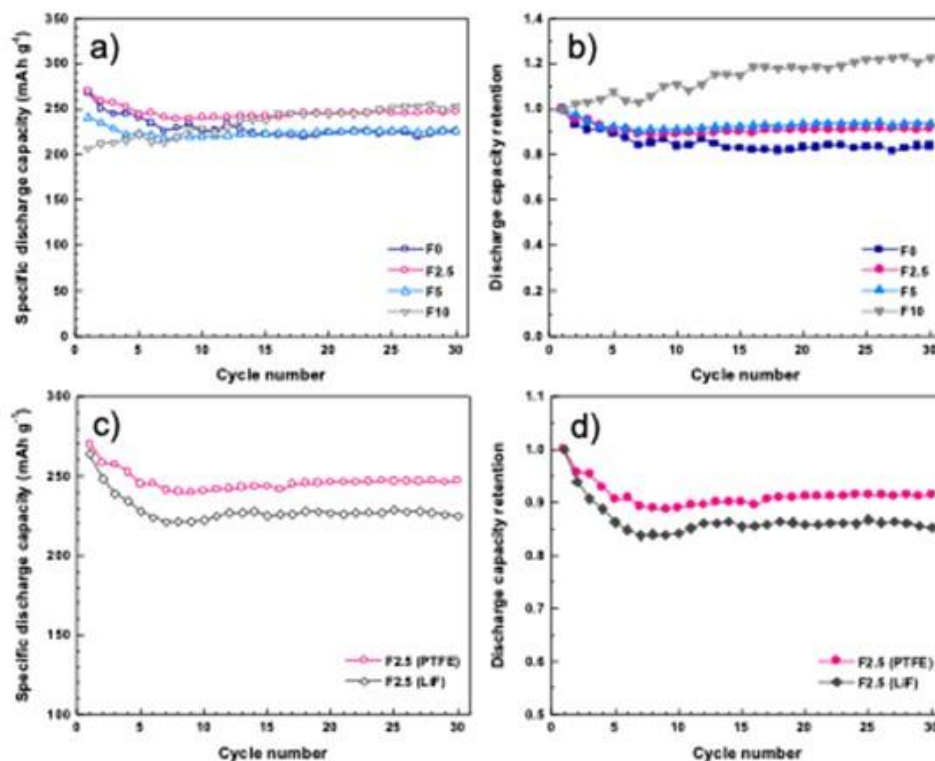 a)
Specific discharge capacity (mAh g⁻¹)
350
300
250
200
150
100
50
0
F0
F2.5
F5
F10
0 5 10 15 20 25 30
Cycle number
b)
Discharge capacity retention
1.4
1.2
1.0
0.8
0.6
0.4
0.2
0.0
F0
F2.5
F5
F10
0 5 10 15 20 25 30
Cycle number
c)
Specific discharge capacity (mAh g⁻¹)
300
250
200
150
100
F2.5 (PTFE)
F2.5 (LiF)
0 5 10 15 20 25 30
Cycle number
d)
Discharge capacity retention
1.1
1.0
0.9
0.8
0.7
0.6
0.5
F2.5 (PTFE)
F2.5 (LiF)
0 5 10 15 20 25 30
Cycle number